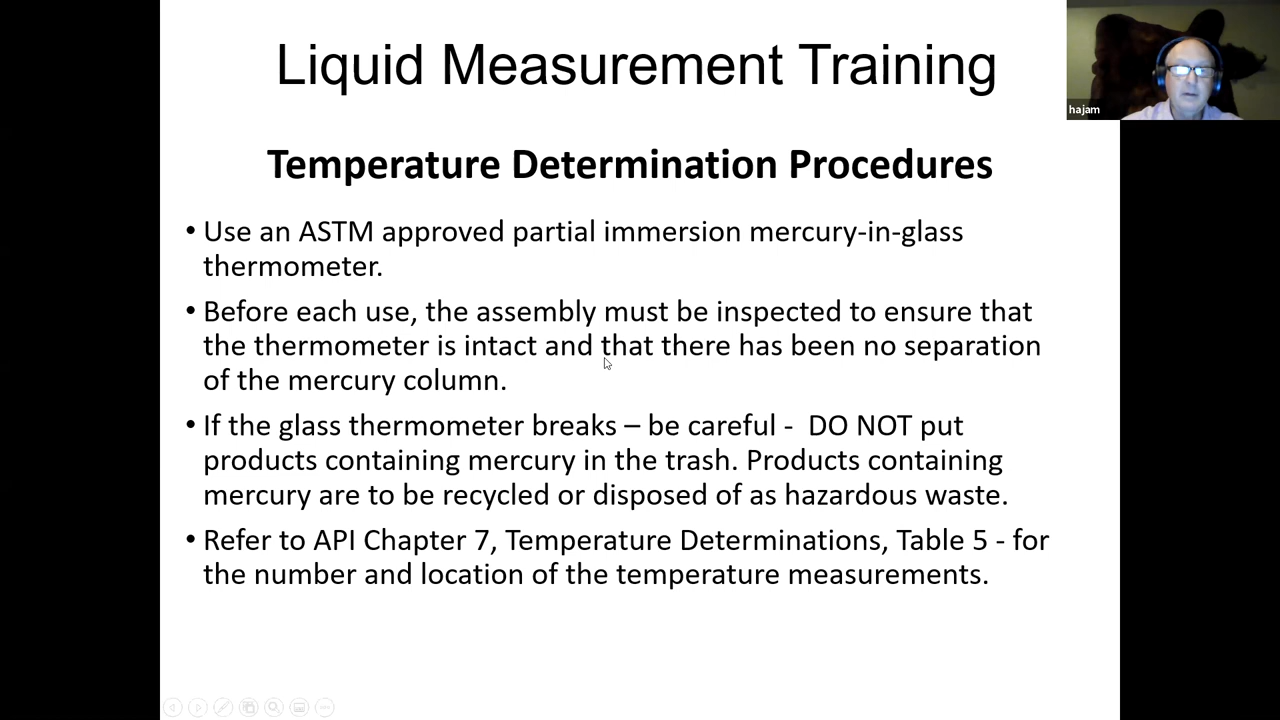 Liquid Measurement Training
hajam
Temperature Determination Procedures
• Use an ASTM approved partial immersion mercury-in-glass
thermometer.
• Before each use, the assembly must be inspected to ensure that
the thermometer is intact and that there has been no separation
of the mercury column.
• If the glass thermometer breaks – be careful -  DO NOT put
products containing mercury in the trash. Products containing
mercury are to be recycled or disposed of as hazardous waste.
• Refer to API Chapter 7, Temperature Determinations, Table 5 - for
the number and location of the temperature measurements.